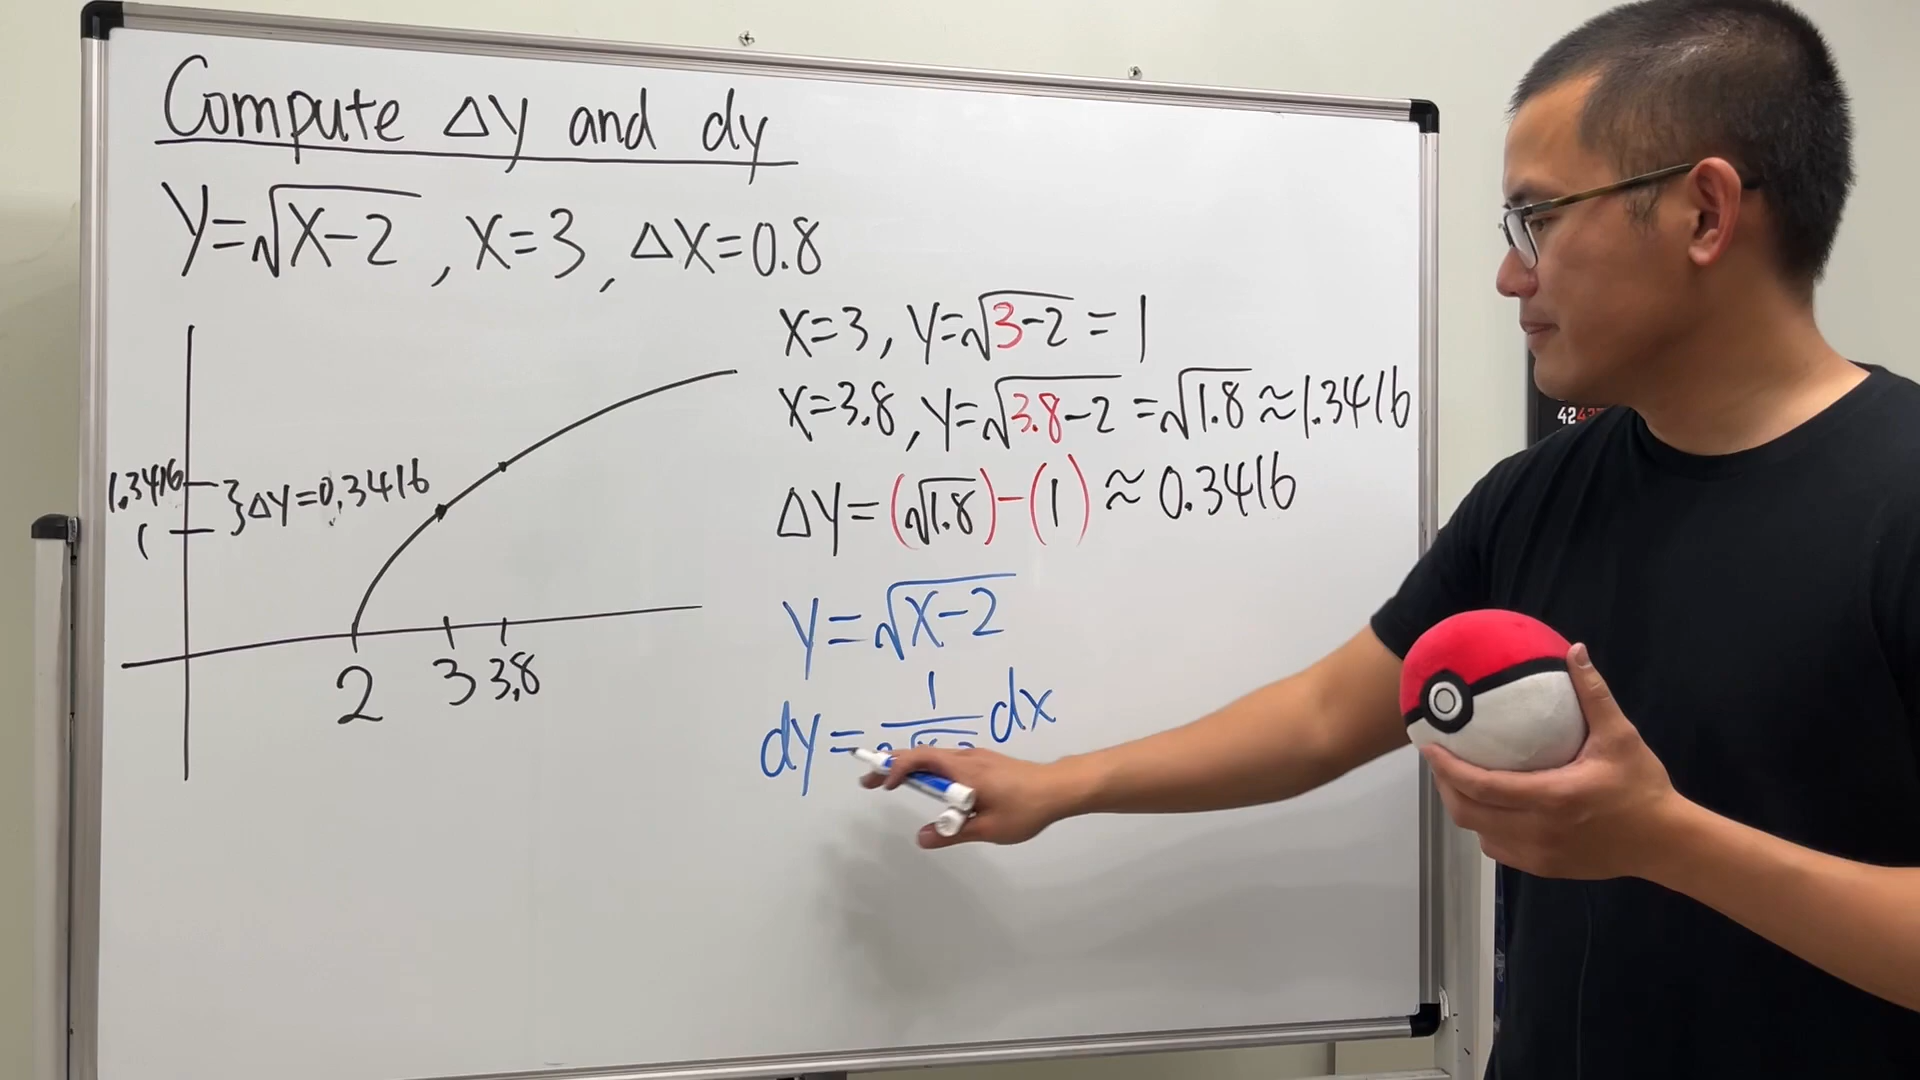 Compute Δy and dy
y=√x-2, x=3, Δx=0.8
x=3, y=√3-2 = 1
x=3.8, y=√3.8-2 = √1.8 ≈ 1.3416
Δy = (√1.8) - (1) ≈ 0.3416
1.3416
1
}Δy=0.3416
2 3 3.8
y=√x-2
dy= 1 dx